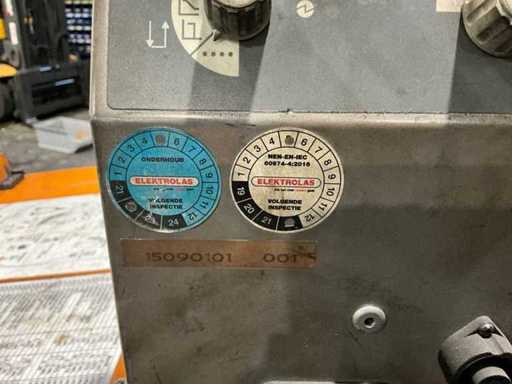 ONDERHOUD
1 2 3 4 6 7 8 9 10 11 12
21 23 24
ELEKTROLAS
VOLGENDE
INSPECTIE
NEN-EN-IEC
60974-4:2016
1 2 3 4 6 7 8 9 10 11 12
19 20 21
ELEKTROLAS
VOLGENDE
INSPECTIE
15090101 001 5